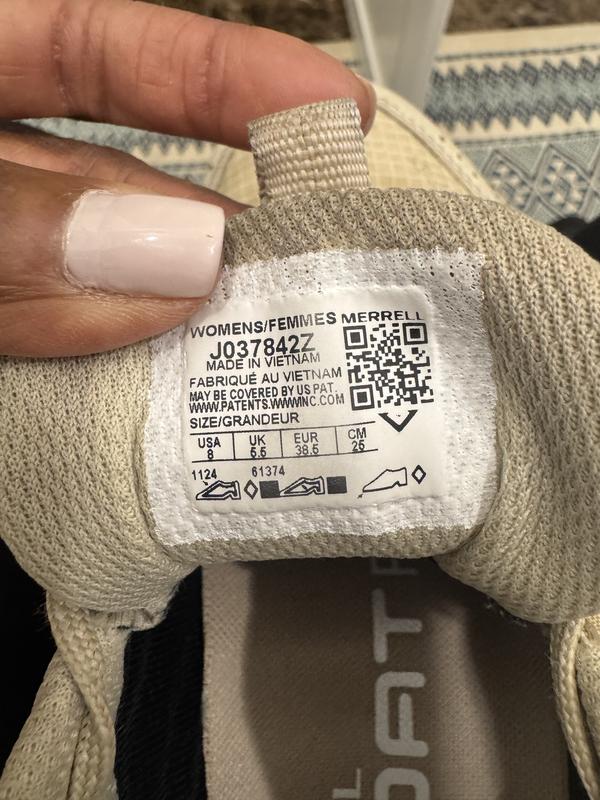 WOMENS/FEMMES MERRELL
J037842Z
MADE IN VIETNAM
FABRIQUÉ AU VIETNAM
MAY BE COVERED BY US PAT.
WWW.PATENTS.WWWINC.COM
SIZE/GRANDEUR
USA UK EUR CM
8 5.5 38.5 25
1124 61374